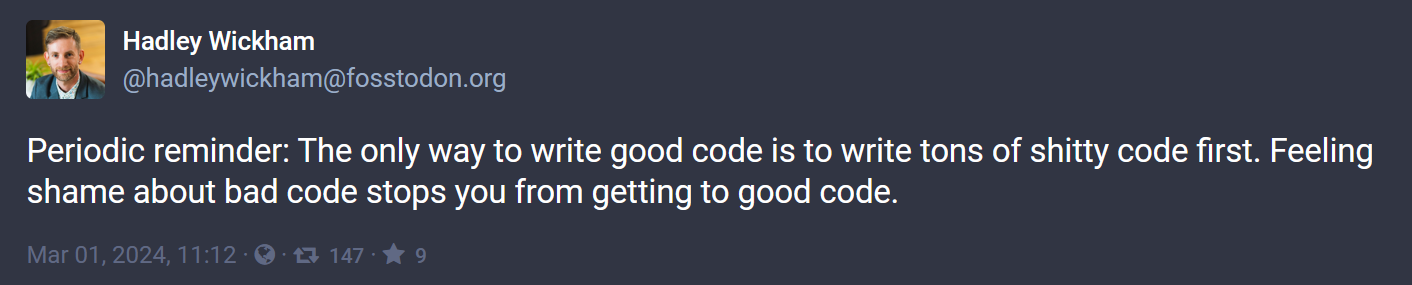 Hadley Wickham
@hadleywickham@fosstodon.org
Periodic reminder: The only way to write good code is to write tons of shitty code first. Feeling
shame about bad code stops you from getting to good code.
Mar 01, 2024, 11:12 · · 147 · 9